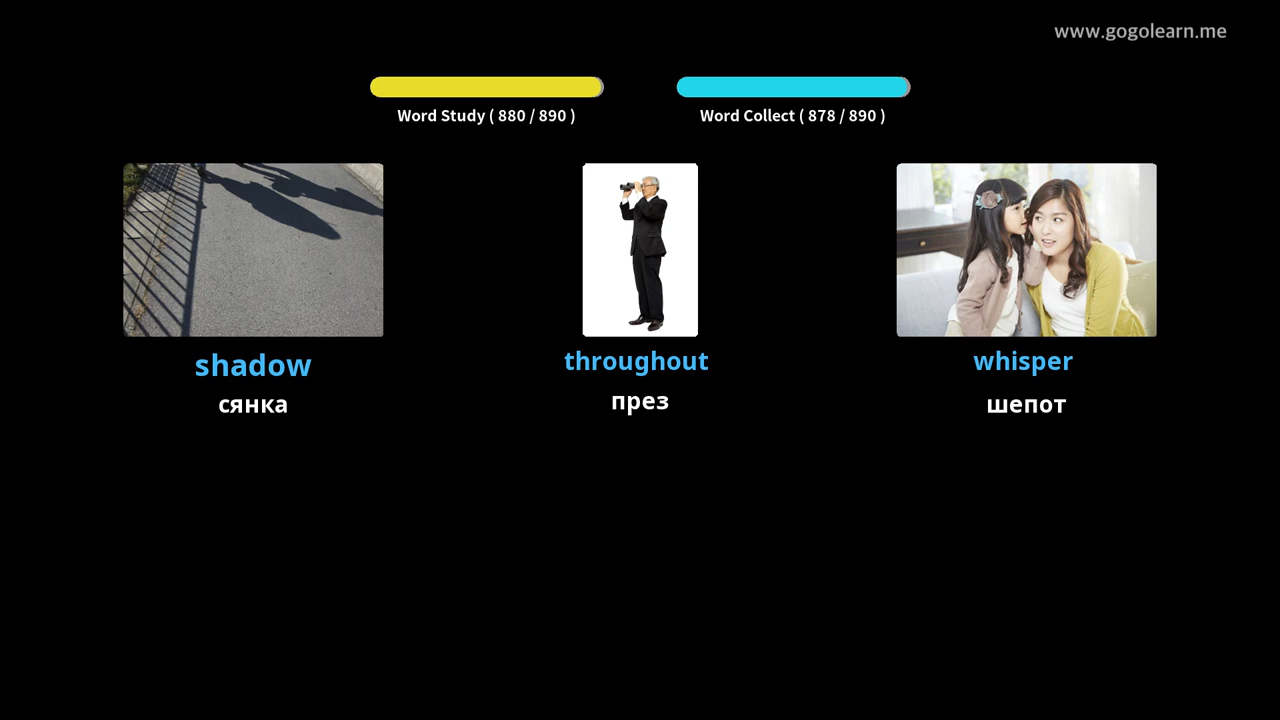 www.gogolearn.me
Word Study ( 880 / 890 )
Word Collect ( 878 / 890 )
shadow
сянка
throughout
през
whisper
шепот